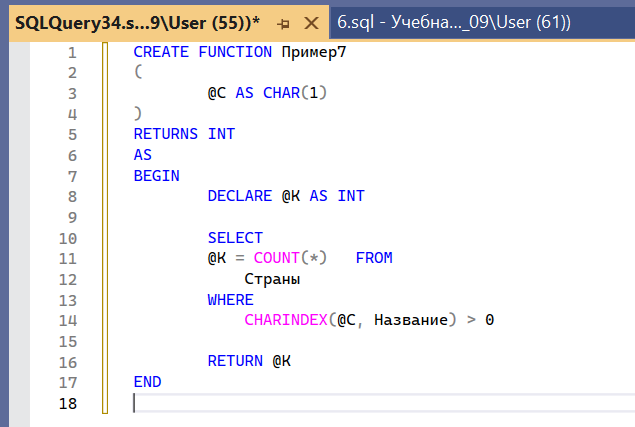 SQLQuery34.s...9\User (55))*
6.sql - Учебна..._09\User (61))
1 CREATE FUNCTION Пример7
2 (
3 @C AS CHAR(1)
4 )
5 RETURNS INT
6 AS
7 BEGIN
8 DECLARE @K AS INT
9
10 SELECT
11 @K = COUNT(*) FROM
12 Страны
13 WHERE
14 CHARINDEX(@C, Название) > 0
15
16 RETURN @K
17 END
18